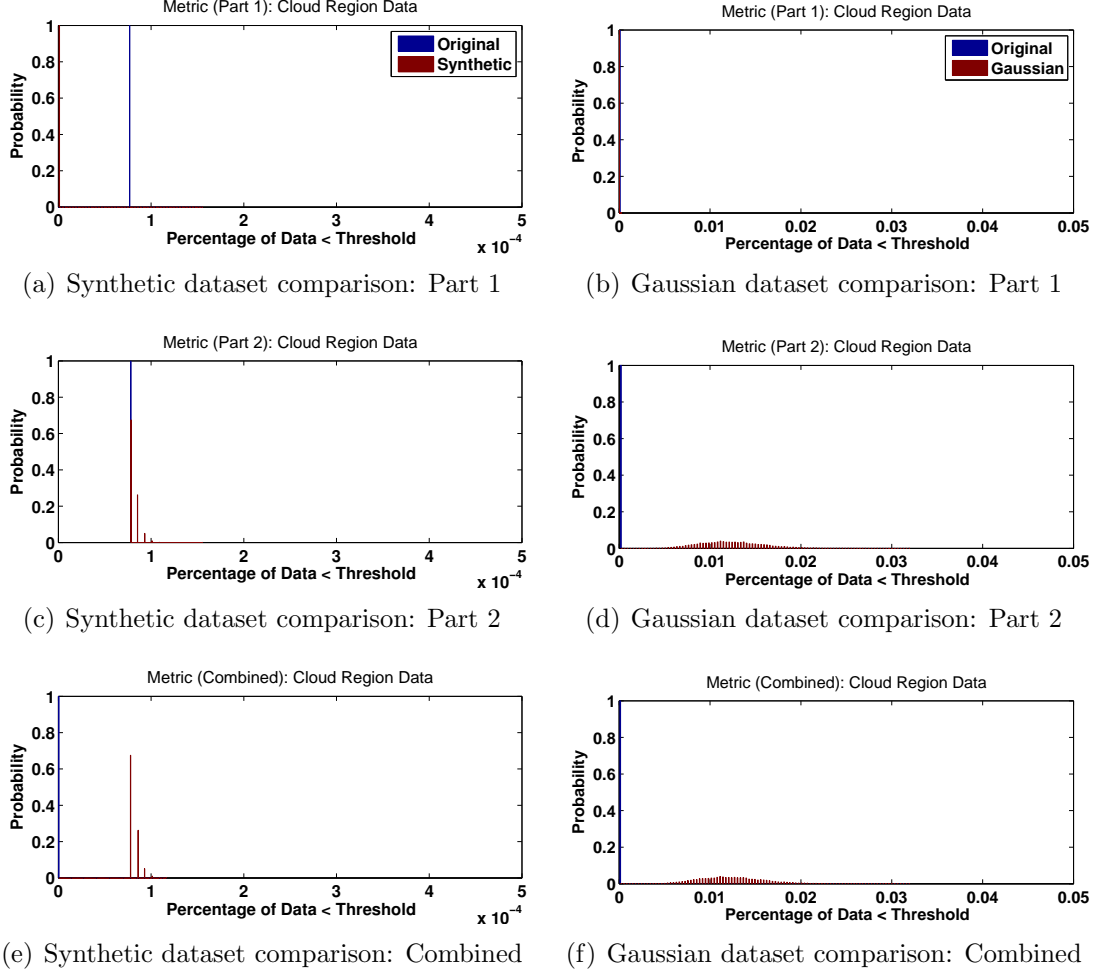 Metric (Part 1): Cloud Region Data
Probability
1
0.8
0.6
0.4
0.2
0
0 1 2 3 4 5
Percentage of Data < Threshold
x 10⁻⁴
Original
Synthetic
(a) Synthetic dataset comparison: Part 1
Metric (Part 1): Cloud Region Data
Probability
1
0.8
0.6
0.4
0.2
0
0 0.01 0.02 0.03 0.04 0.05
Percentage of Data < Threshold
Original
Gaussian
(b) Gaussian dataset comparison: Part 1
Metric (Part 2): Cloud Region Data
Probability
1
0.8
0.6
0.4
0.2
0
0 1 2 3 4 5
Percentage of Data < Threshold
x 10⁻⁴
(c) Synthetic dataset comparison: Part 2
Metric (Part 2): Cloud Region Data
Probability
1
0.8
0.6
0.4
0.2
0
0 0.01 0.02 0.03 0.04 0.05
Percentage of Data < Threshold
(d) Gaussian dataset comparison: Part 2
Metric (Combined): Cloud Region Data
Probability
1
0.8
0.6
0.4
0.2
0
0 1 2 3 4 5
Percentage of Data < Threshold
x 10⁻⁴
(e) Synthetic dataset comparison: Combined
Metric (Combined): Cloud Region Data
Probability
1
0.8
0.6
0.4
0.2
0
0 0.01 0.02 0.03 0.04 0.05
Percentage of Data < Threshold
(f) Gaussian dataset comparison: Combined